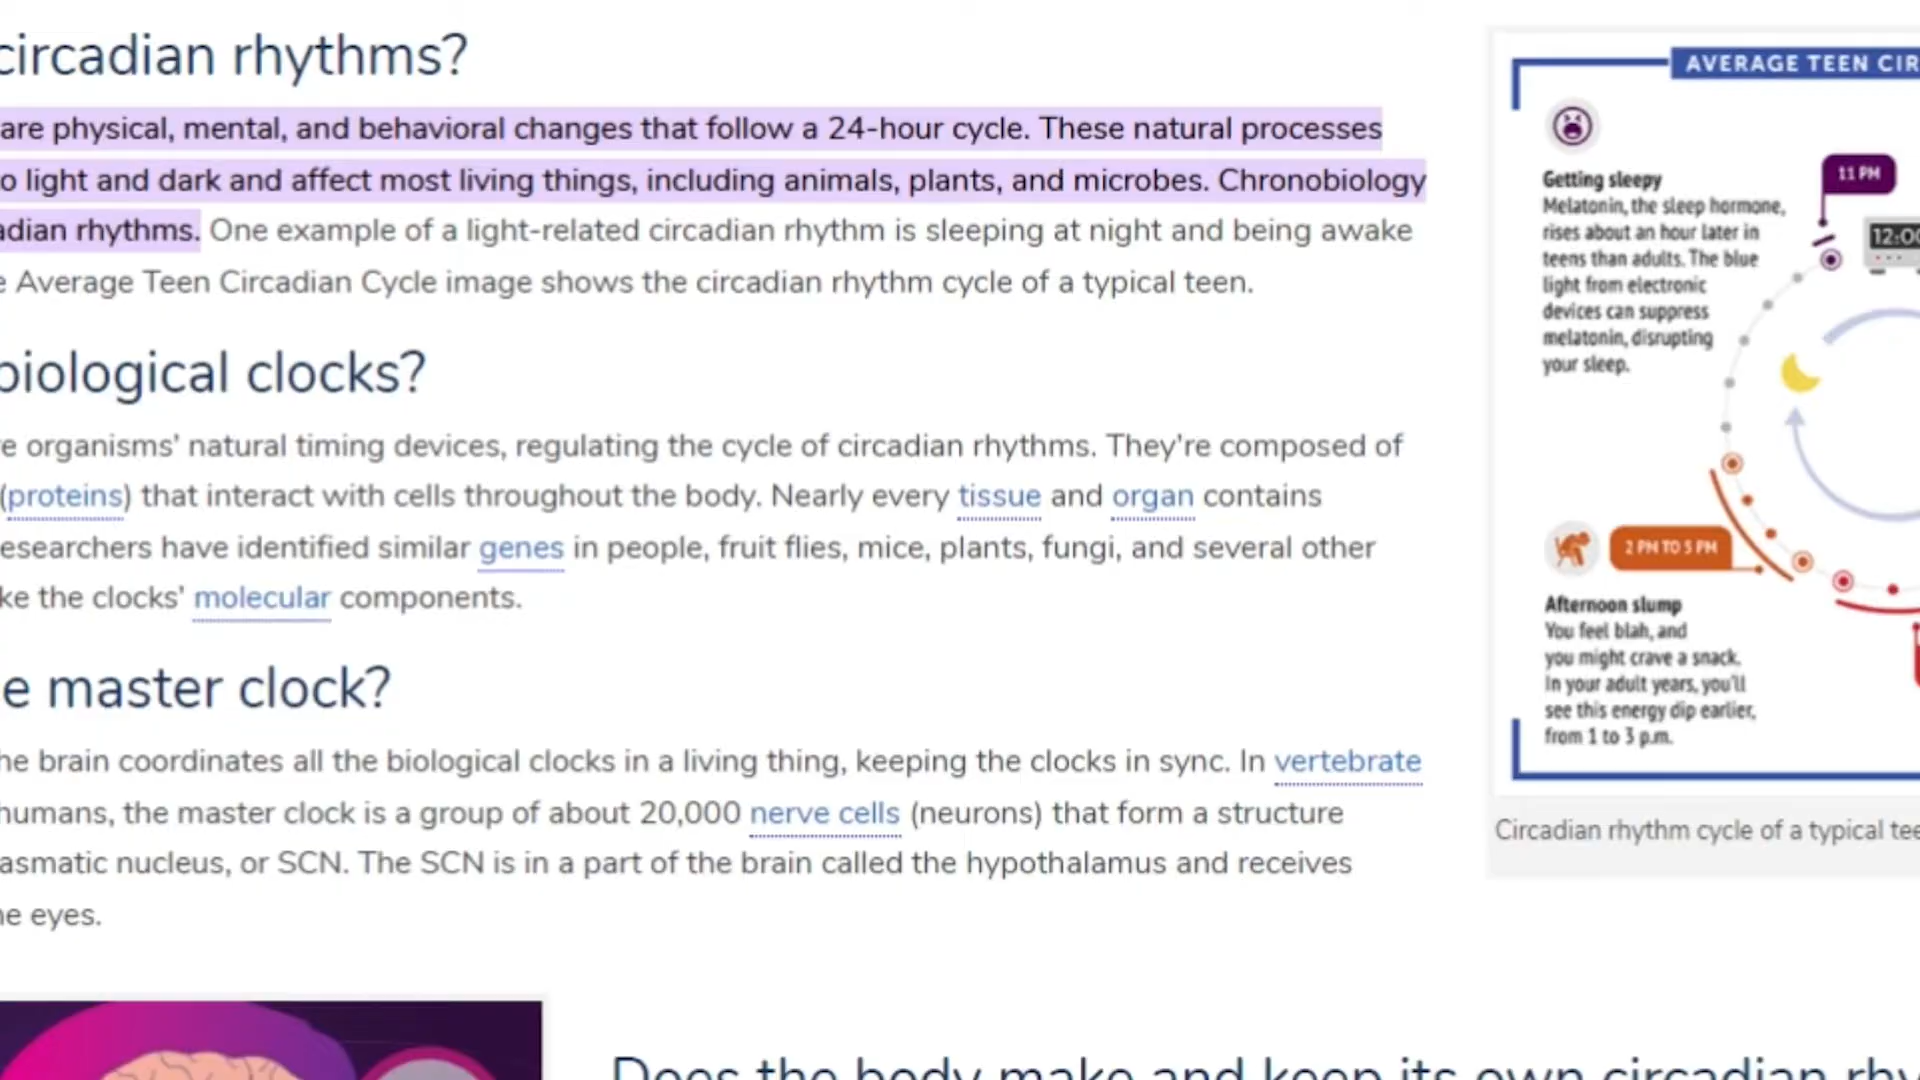 circadian rhythms?
are physical, mental, and behavioral changes that follow a 24-hour cycle. These natural processes
o light and dark and affect most living things, including animals, plants, and microbes. Chronobiology
adian rhythms. One example of a light-related circadian rhythm is sleeping at night and being awake
e Average Teen Circadian Cycle image shows the circadian rhythm cycle of a typical teen.
biological clocks?
e organisms' natural timing devices, regulating the cycle of circadian rhythms. They're composed of
(proteins) that interact with cells throughout the body. Nearly every tissue and organ contains
esearchers have identified similar genes in people, fruit flies, mice, plants, fungi, and several other
ke the clocks' molecular components.
e master clock?
he brain coordinates all the biological clocks in a living thing, keeping the clocks in sync. In vertebrate
humans, the master clock is a group of about 20,000 nerve cells (neurons) that form a structure
asmatic nucleus, or SCN. The SCN is in a part of the brain called the hypothalamus and receives
he eyes.
Does the body make and keep its own circadian rhy
AVERAGE TEEN CIR
11 PM
12:00
Getting sleepy
Melatonin, the sleep hormone,
rises about an hour later in
teens than adults. The blue
light from electronic
devices can suppress
melatonin, disrupting
your sleep.
2 PM TO 5 PM
Afternoon slump
You feel blah, and
you might crave a snack.
In your adult years, you'll
see this energy dip earlier,
from 1 to 3 p.m.
Circadian rhythm cycle of a typical tee